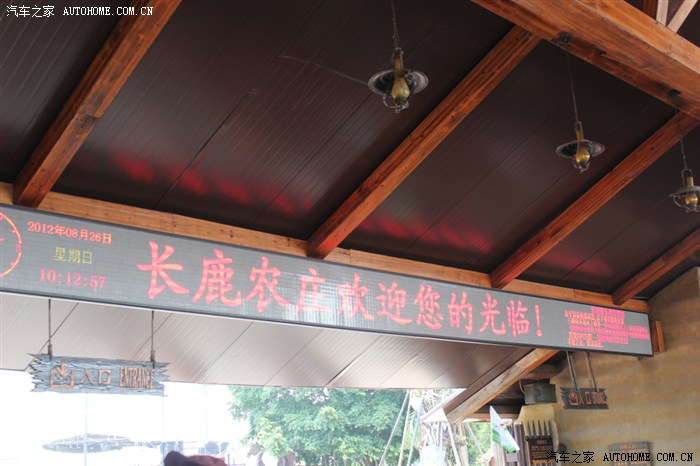 汽车之家 AUTOHOME.COM.CN
2012年08月26日
星期日
10:12:57
长鹿农庄欢迎您的光临!
入口 ENTRANCE
汽车之家 AUTOHOME.COM.CN